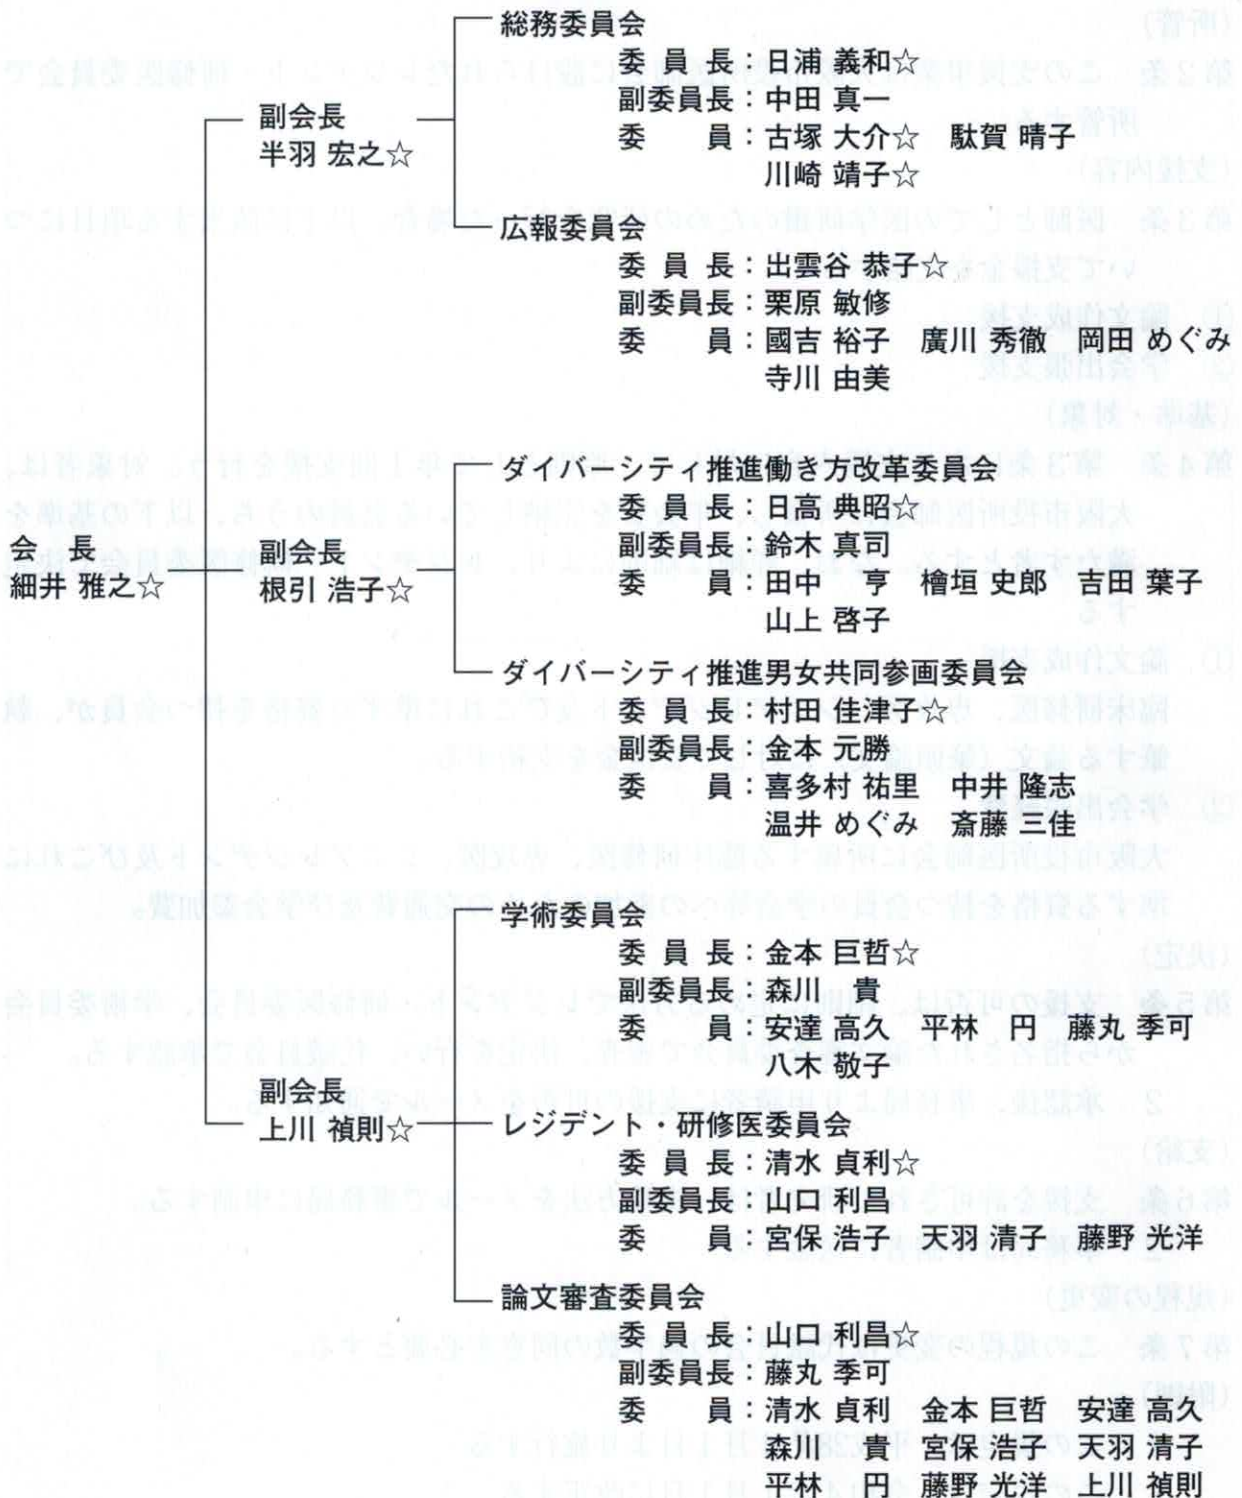 総務委員会
委員長：日浦 義和☆
副委員長：中田 真一
委員：古塚 大介☆ 駄賀 晴子
川崎 靖子☆
副会長
半羽 宏之☆
広報委員会
委員長：出雲谷 恭子☆
副委員長：栗原 敏修
委員：國吉 裕子 廣川 秀徹 岡田 めぐみ
寺川 由美
会長
細井 雅之☆
副会長
根引 浩子☆
ダイバーシティ推進働き方改革委員会
委員長：日高 典昭☆
副委員長：鈴木 真司
委員：田中 亨 檜垣 史郎 吉田 葉子
山上 啓子
ダイバーシティ推進男女共同参画委員会
委員長：村田 佳津子☆
副委員長：金本 元勝
委員：喜多村 祐里 中井 隆志
温井 めぐみ 斎藤 三佳
副会長
上川 禎則☆
学術委員会
委員長：金本 巨哲☆
副委員長：森川 貴
委員：安達 高久 平林 円 藤丸 季可
八木 敬子
レジデント・研修医委員会
委員長：清水 貞利☆
副委員長：山口 利昌
委員：宮保 浩子 天羽 清子 藤野 光洋
論文審査委員会
委員長：山口 利昌☆
副委員長：藤丸 季可
委員：清水 貞利 金本 巨哲 安達 高久
森川 貴 宮保 浩子 天羽 清子
平林 円 藤野 光洋 上川 禎則